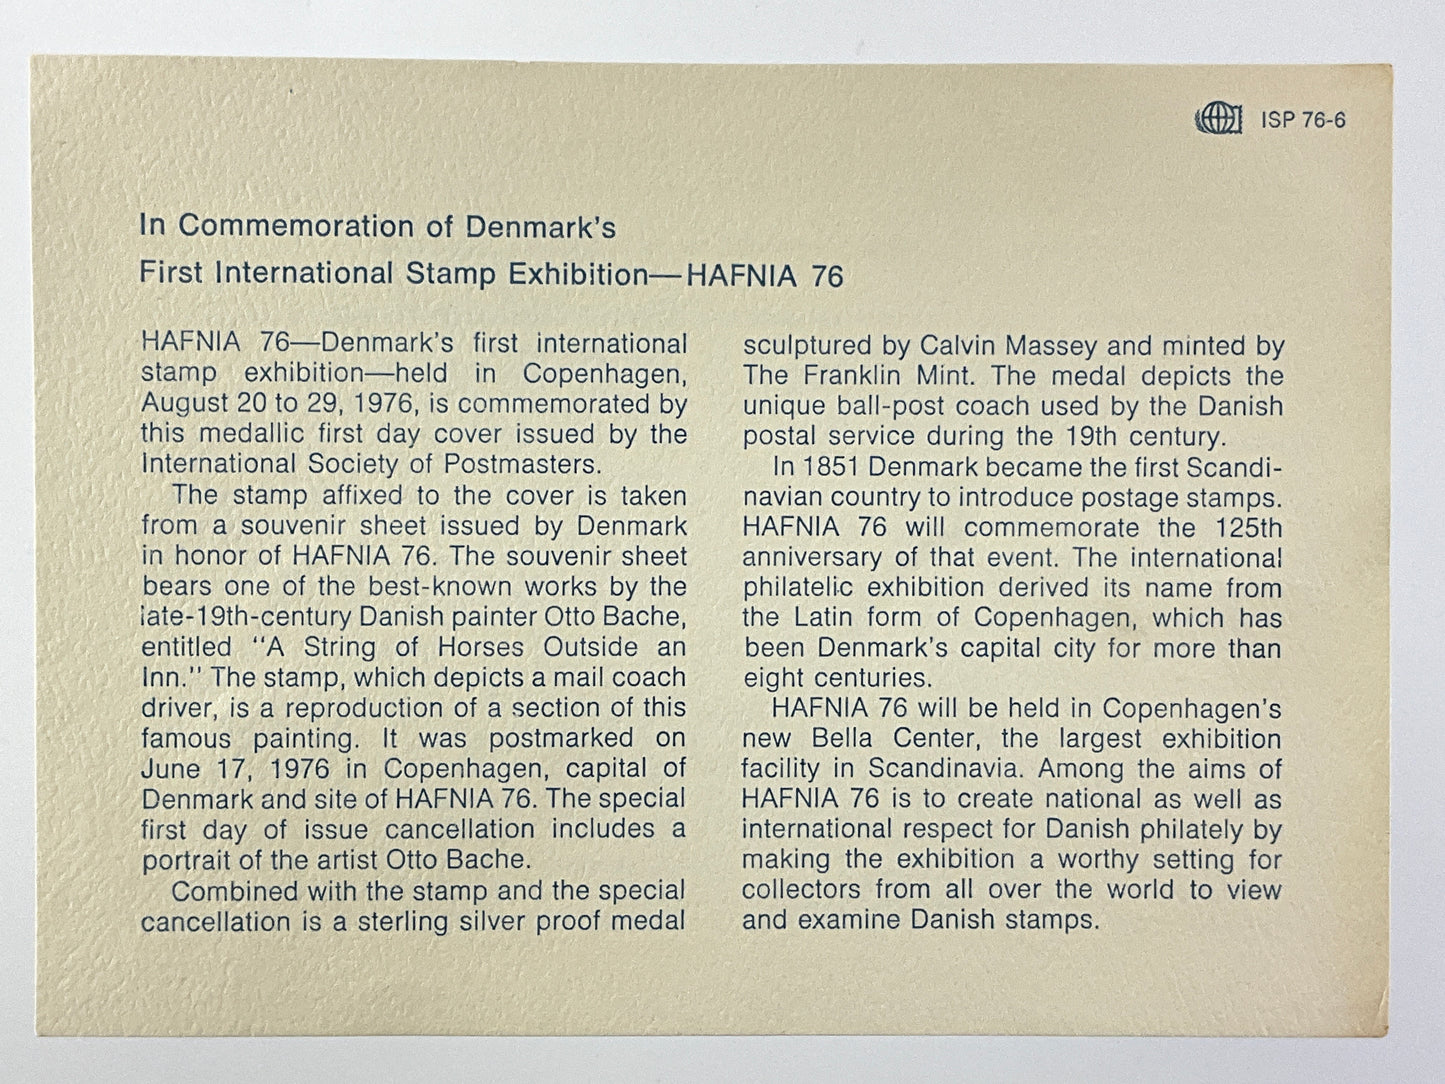 ISP 76-6
In Commemoration of Denmark's
First International Stamp Exhibition—HAFNIA 76
HAFNIA 76—Denmark's first international
stamp exhibition—held in Copenhagen,
August 20 to 29, 1976, is commemorated by
this medallic first day cover issued by the
International Society of Postmasters.
The stamp affixed to the cover is taken
from a souvenir sheet issued by Denmark
in honor of HAFNIA 76. The souvenir sheet
bears one of the best-known works by the
late-19th-century Danish painter Otto Bache,
entitled "A String of Horses Outside an
Inn." The stamp, which depicts a mail coach
driver, is a reproduction of a section of this
famous painting. It was postmarked on
June 17, 1976 in Copenhagen, capital of
Denmark and site of HAFNIA 76. The special
first day of issue cancellation includes a
portrait of the artist Otto Bache.
Combined with the stamp and the special
cancellation is a sterling silver proof medal
sculptured by Calvin Massey and minted by
The Franklin Mint. The medal depicts the
unique ball-post coach used by the Danish
postal service during the 19th century.
In 1851 Denmark became the first Scandi-
navian country to introduce postage stamps.
HAFNIA 76 will commemorate the 125th
anniversary of that event. The international
philatelic exhibition derived its name from
the Latin form of Copenhagen, which has
been Denmark's capital city for more than
eight centuries.
HAFNIA 76 will be held in Copenhagen's
new Bella Center, the largest exhibition
facility in Scandinavia. Among the aims of
HAFNIA 76 is to create national as well as
international respect for Danish philately by
making the exhibition a worthy setting for
collectors from all over the world to view
and examine Danish stamps.